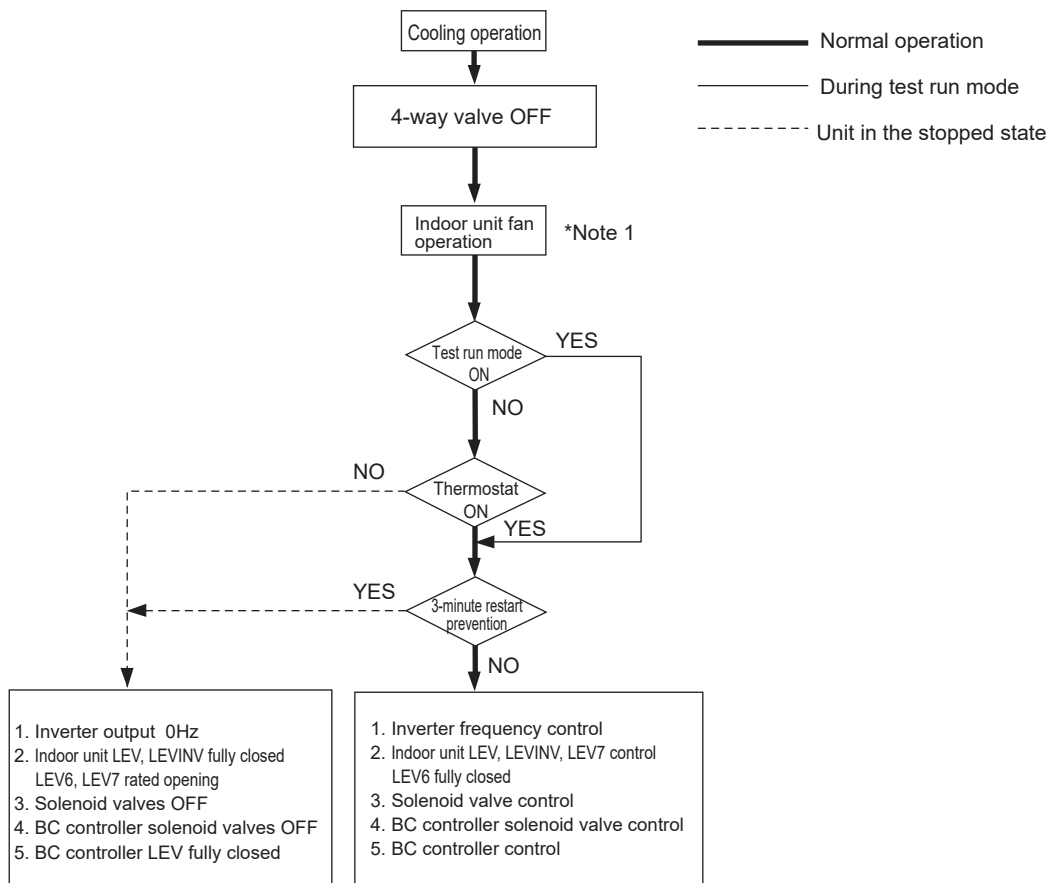 Cooling operation
Normal operation
During test run mode
Unit in the stopped state
4-way valve OFF
Indoor unit fan
operation
*Note 1
Test run mode
ON
YES
NO
Thermostat
ON
NO
YES
3-minute restart
prevention
YES
NO
1. Inverter output 0Hz
2. Indoor unit LEV, LEVINV fully closed
LEV6, LEV7 rated opening
3. Solenoid valves OFF
4. BC controller solenoid valves OFF
5. BC controller LEV fully closed
1. Inverter frequency control
2. Indoor unit LEV, LEVINV, LEV7 control
LEV6 fully closed
3. Solenoid valve control
4. BC controller solenoid valve control
5. BC controller control